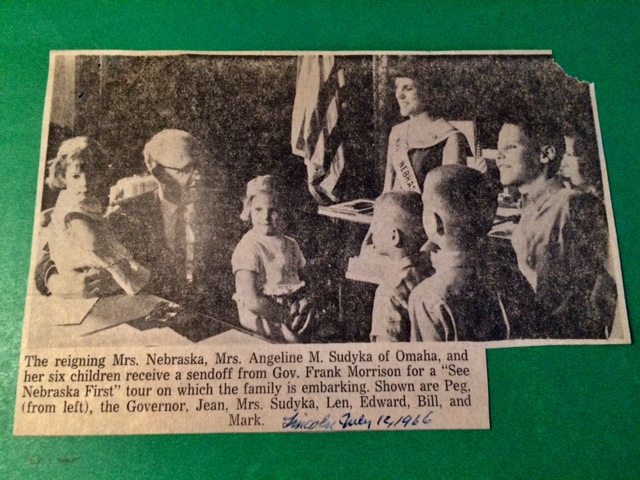 NEBRA
The reigning Mrs. Nebraska, Mrs. Angeline M. Sudyka of Omaha, and
her six children receive a sendoff from Gov. Frank Morrison for a "See
Nebraska First" tour on which the family is embarking. Shown are Peg,
(from left), the Governor, Jean, Mrs. Sudyka, Len, Edward, Bill, and
Mark. Lincoln July 12, 1966